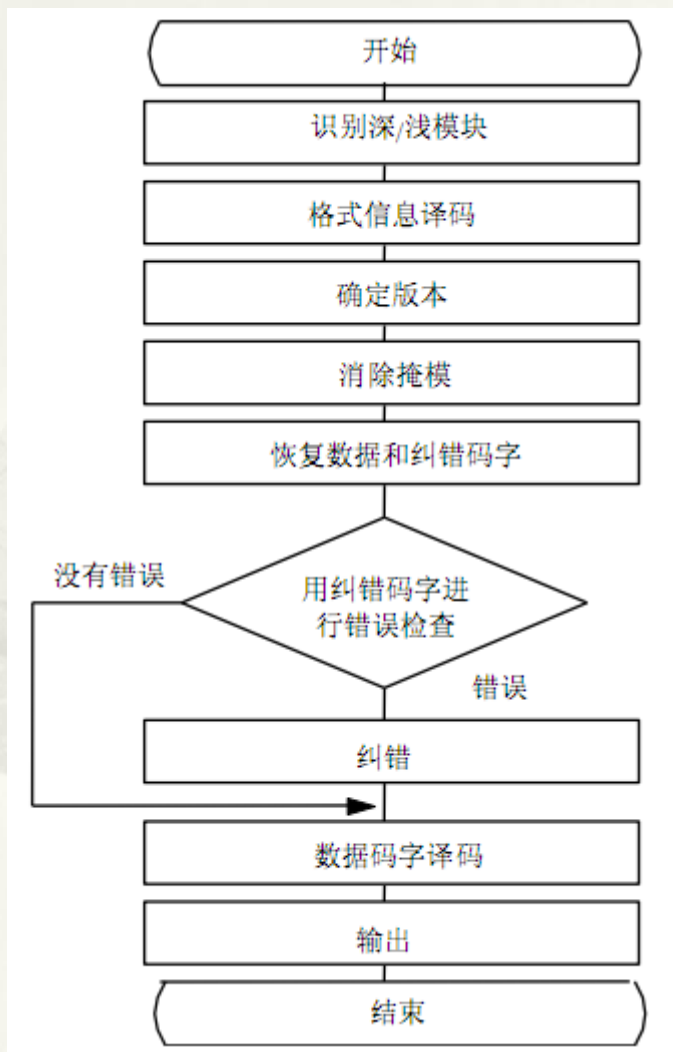 开始
识别深/浅模块
格式信息译码
确定版本
消除掩模
恢复数据和纠错码字
没有错误
用纠错码字进
行错误检查
错误
纠错
数据码字译码
输出
结束